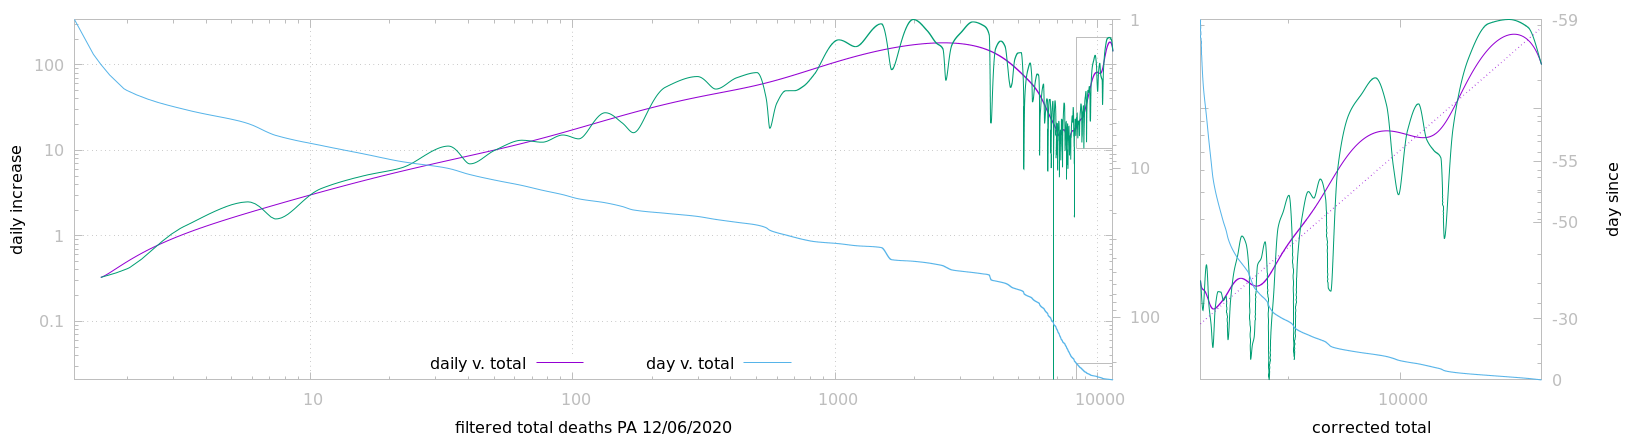 daily increase
100
10
1
0.1
1
10
100
daily v. total
day v. total
10
100
1000
10000
filtered total deaths PA 12/06/2020
-59
-55
-50
-30
0
day since
10000
corrected total